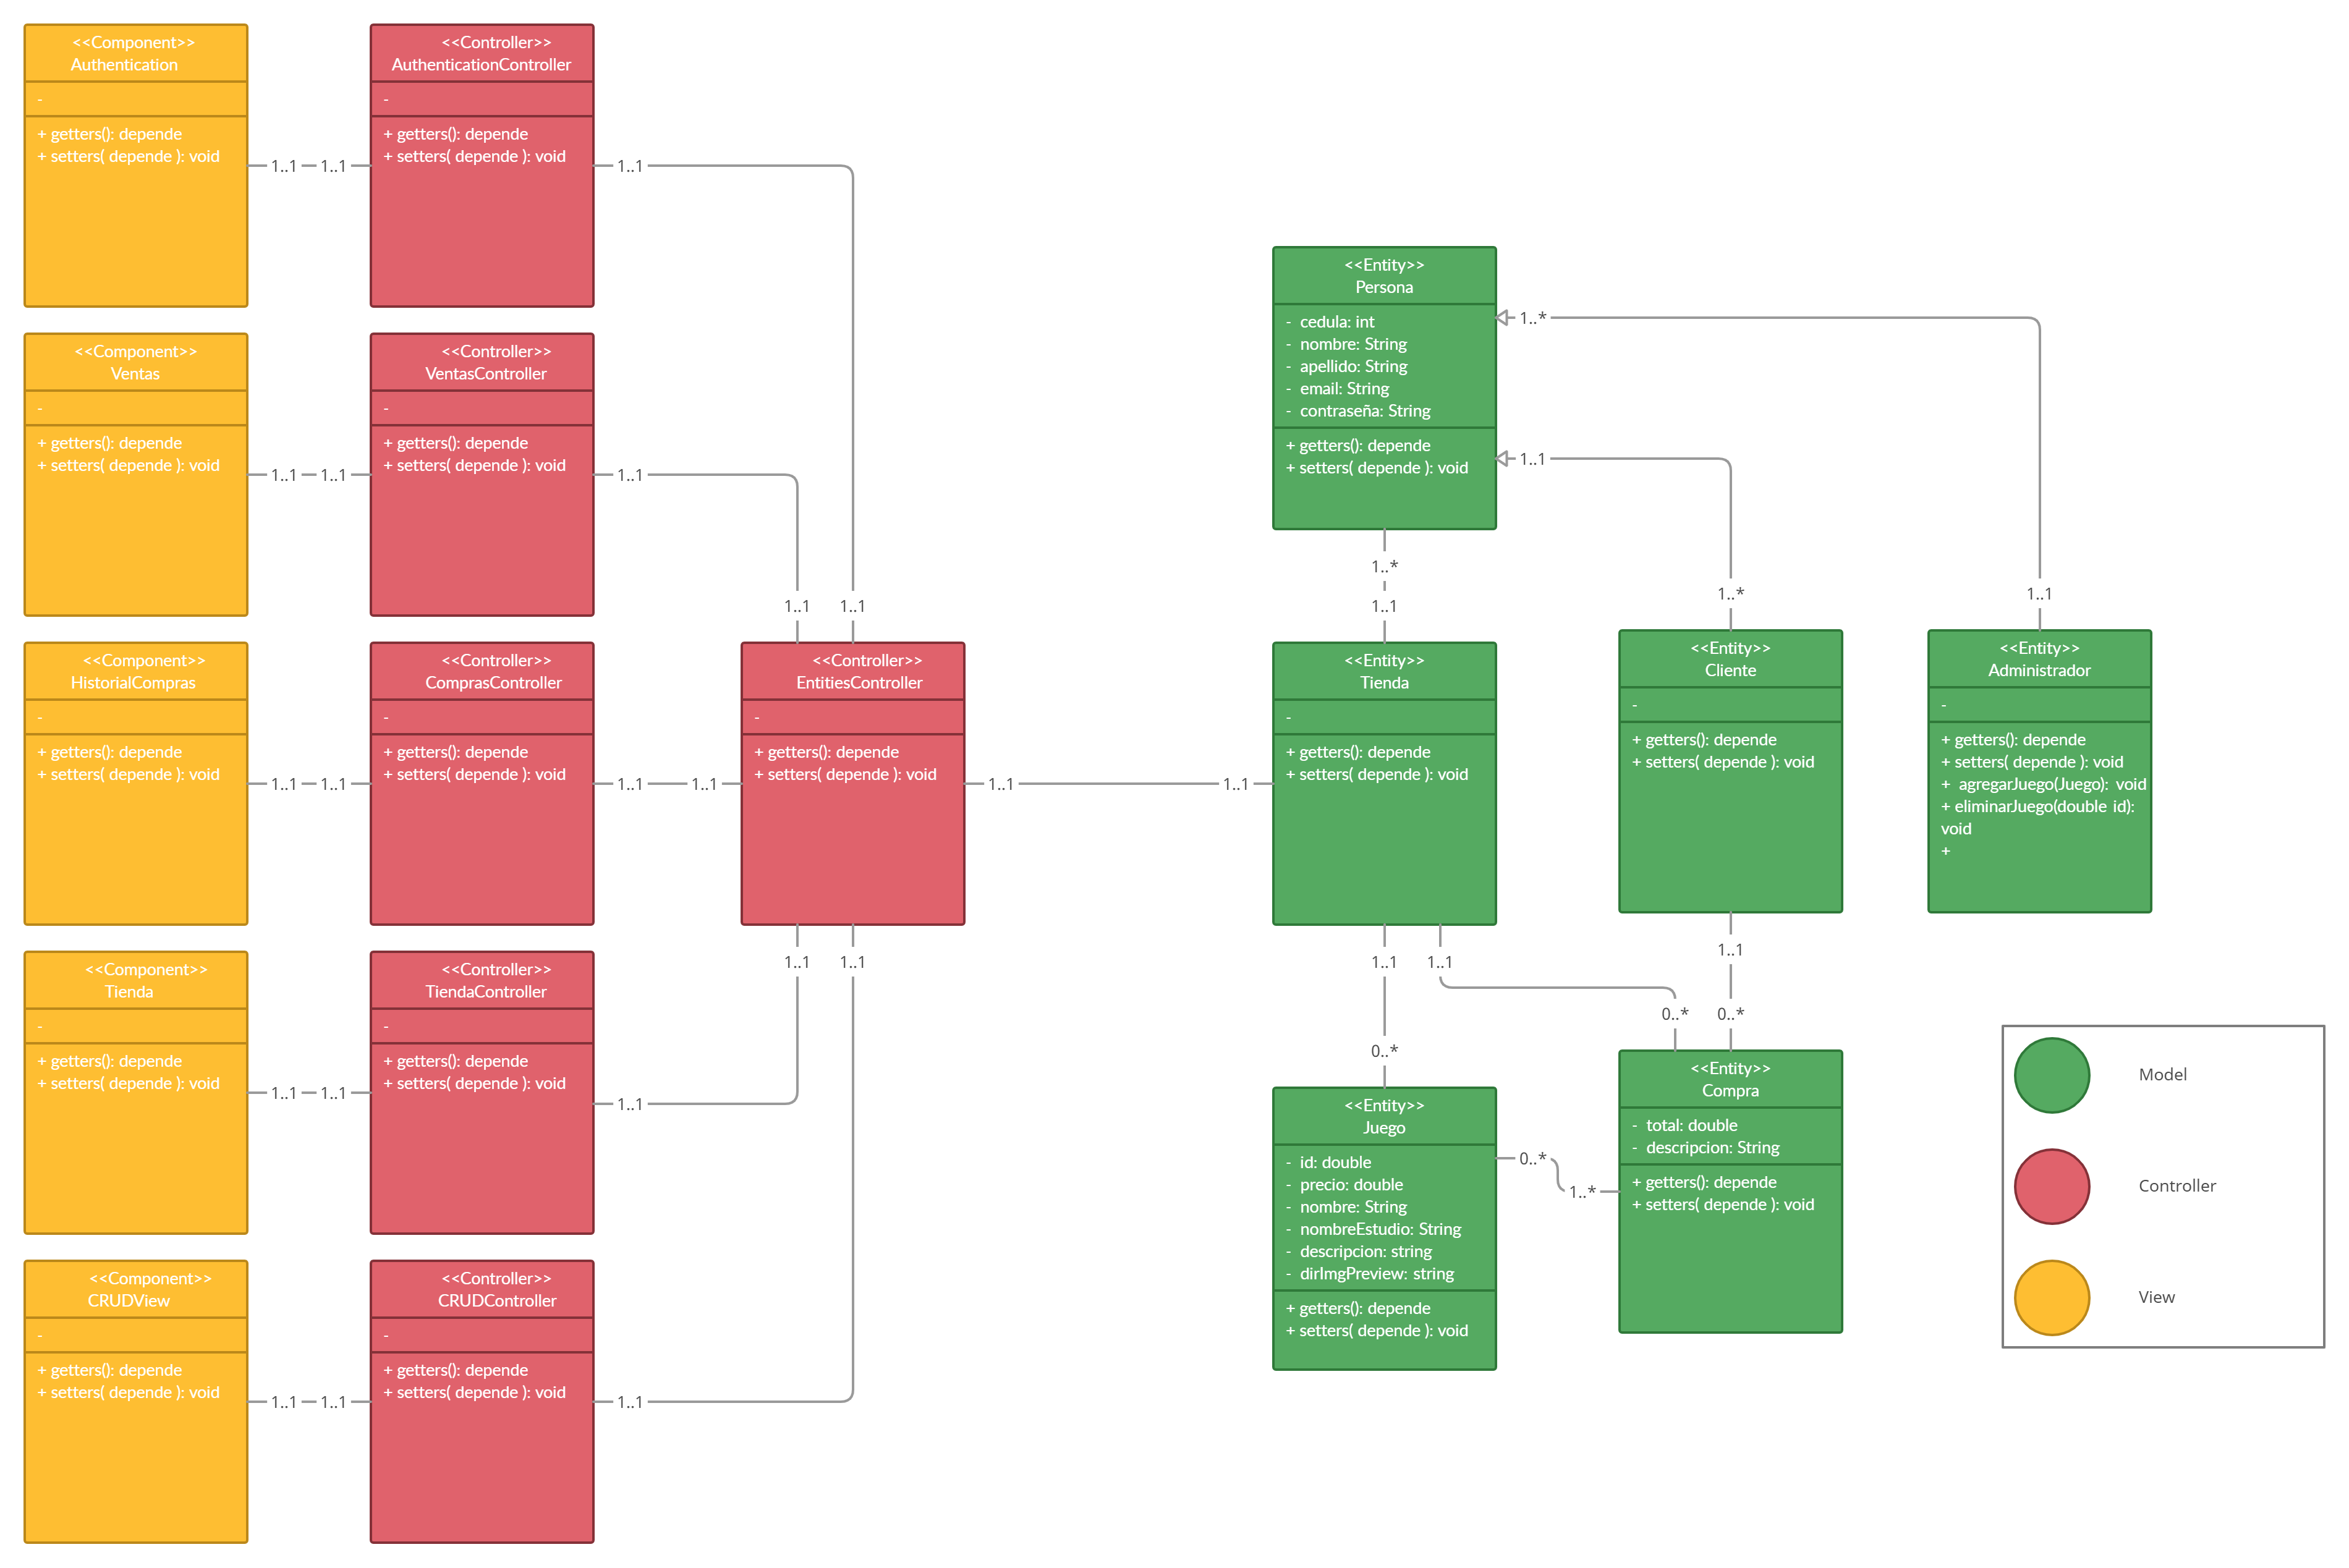 <<Component>>
Authentication
-
+ getters(): depende
+ setters( depende ): void
1..1
1..1
<<Controller>>
AuthenticationController
-
+ getters(): depende
+ setters( depende ): void
1..1
<<Component>>
Ventas
-
+ getters(): depende
+ setters( depende ): void
1..1
1..1
<<Controller>>
VentasController
-
+ getters(): depende
+ setters( depende ): void
1..1
<<Component>>
HistorialCompras
-
+ getters(): depende
+ setters( depende ): void
1..1
1..1
<<Controller>>
ComprasController
-
+ getters(): depende
+ setters( depende ): void
1..1
1..1
<<Component>>
Tienda
-
+ getters(): depende
+ setters( depende ): void
1..1
1..1
<<Controller>>
TiendaController
-
+ getters(): depende
+ setters( depende ): void
1..1
<<Component>>
CRUDView
-
+ getters(): depende
+ setters( depende ): void
1..1
1..1
<<Controller>>
CRUDController
-
+ getters(): depende
+ setters( depende ): void
1..1
1..1
1..1
<<Controller>>
EntitiesController
-
+ getters(): depende
+ setters( depende ): void
1..1
1..1
1..1
1..1
<<Entity>>
Persona
- cedula: int
- nombre: String
- apellido: String
- email: String
- contraseña: String
+ getters(): depende
+ setters( depende ): void
1..*
1..1
1..*
1..1
<<Entity>>
Tienda
-
+ getters(): depende
+ setters( depende ): void
1..1
1..1
1..*
<<Entity>>
Cliente
-
+ getters(): depende
+ setters( depende ): void
1..1
1..1
<<Entity>>
Administrador
-
+ getters(): depende
+ setters( depende ): void
+ agregarJuego(Juego): void
+ eliminarJuego(double id):
void
+
0..*
<<Entity>>
Juego
- id: double
- precio: double
- nombre: String
- nombreEstudio: String
- descripcion: string
- dirImgPreview: string
+ getters(): depende
+ setters( depende ): void
0..*
1..*
0..*
0..*
<<Entity>>
Compra
- total: double
- descripcion: String
+ getters(): depende
+ setters( depende ): void
Model
Controller
View